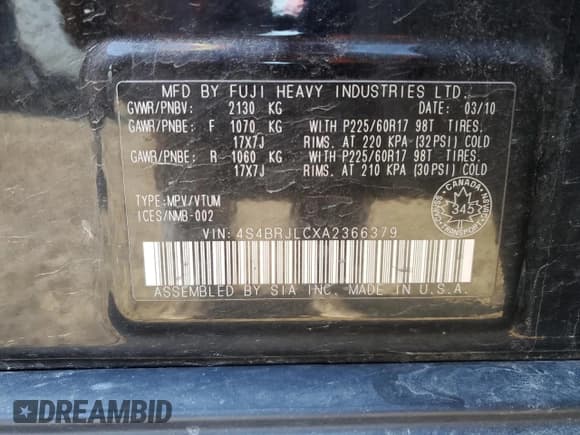 MFD BY FUJI HEAVY INDUSTRIES LTD.
GVWR/PNBV: 2130 KG DATE: 03/10
GAWR/PNBE: F 1070 KG WITH P225/60R17 98T TIRES.
17X7J RIMS. AT 220 KPA (32PSI) COLD
GAWR/PNBE: R 1060 KG WITH P225/60R17 98T TIRES.
17X7J RIMS. AT 210 KPA (30PSI) COLD
TYPE:MPV/VTUM
ICES/NMB-002
CANADA
345
VIN: 4S4BRJLCXA2366379
ASSEMBLED BY SIA INC. MADE IN U.S.A.
DREAMBID